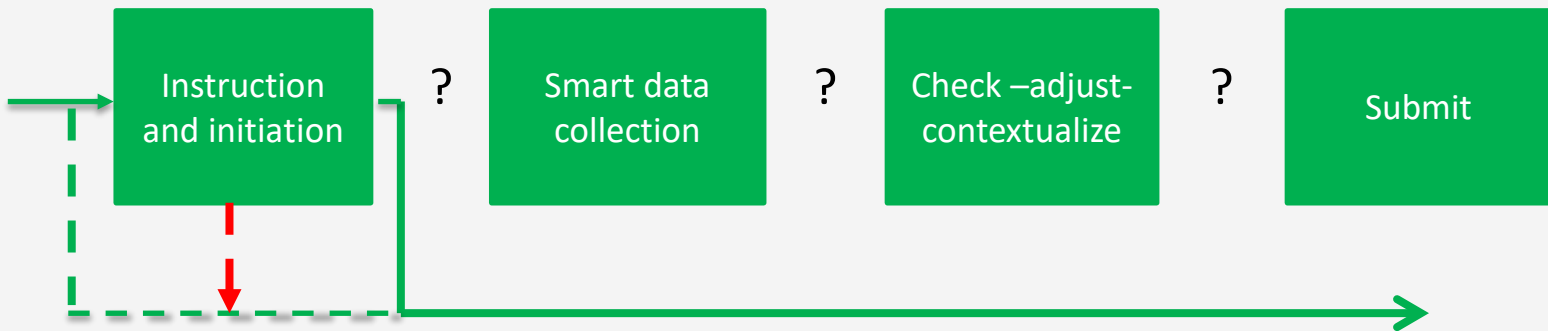 Instruction
and initiation
?
Smart data
collection
?
Check –adjust-
contextualize
?
Submit